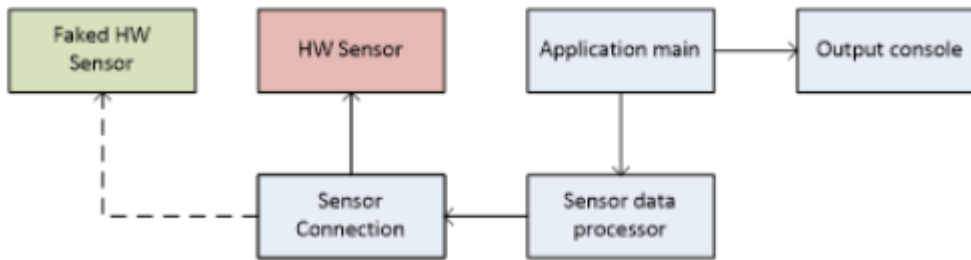 Faked HW
Sensor
HW Sensor
Application main
Output console
Sensor
Connection
Sensor data
processor